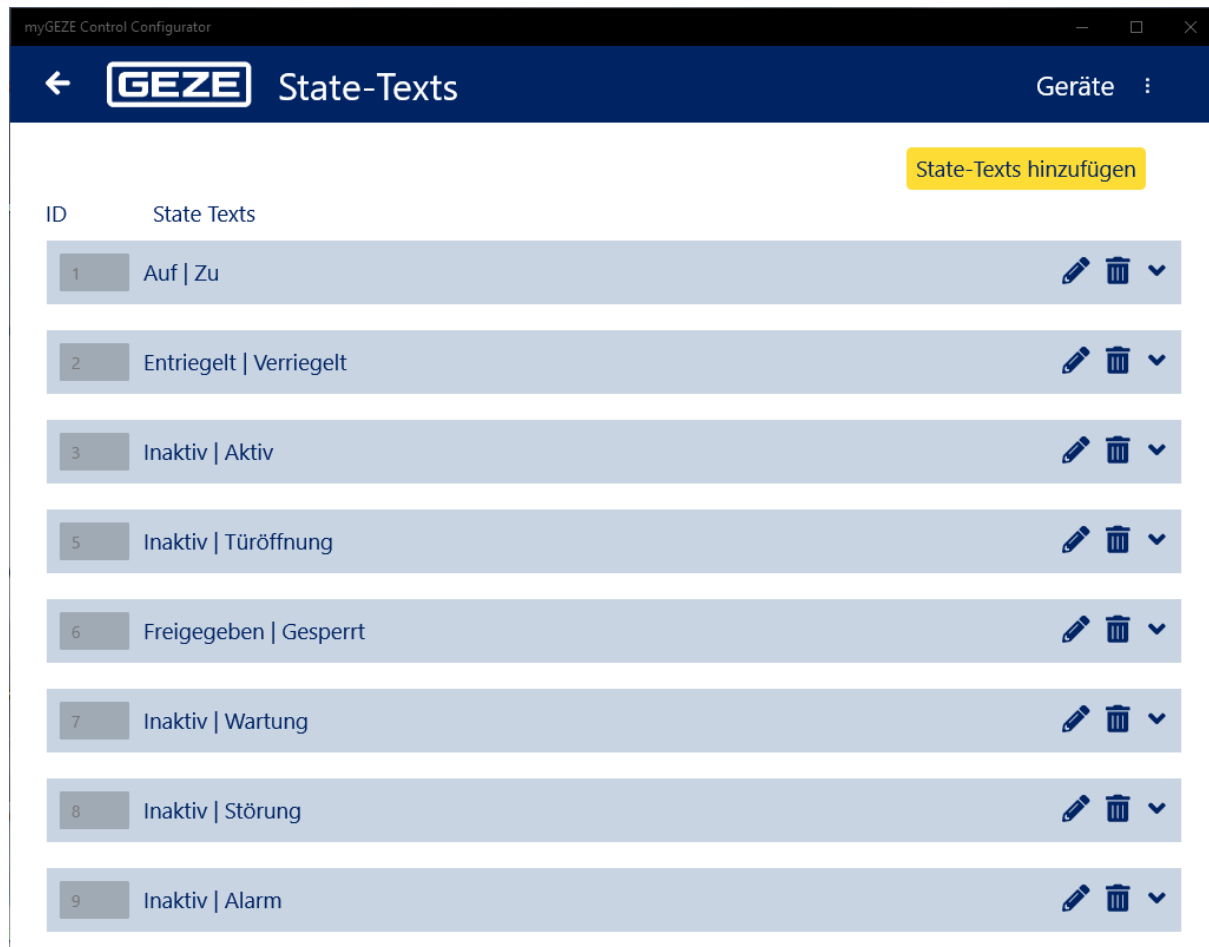 myGEZE Control Configurator
GEZE State-Texts Geräte
State-Texts hinzufügen
ID State Texts
1 Auf | Zu
2 Entriegelt | Verriegelt
3 Inaktiv | Aktiv
5 Inaktiv | Türöffnung
6 Freigegeben | Gesperrt
7 Inaktiv | Wartung
8 Inaktiv | Störung
9 Inaktiv | Alarm